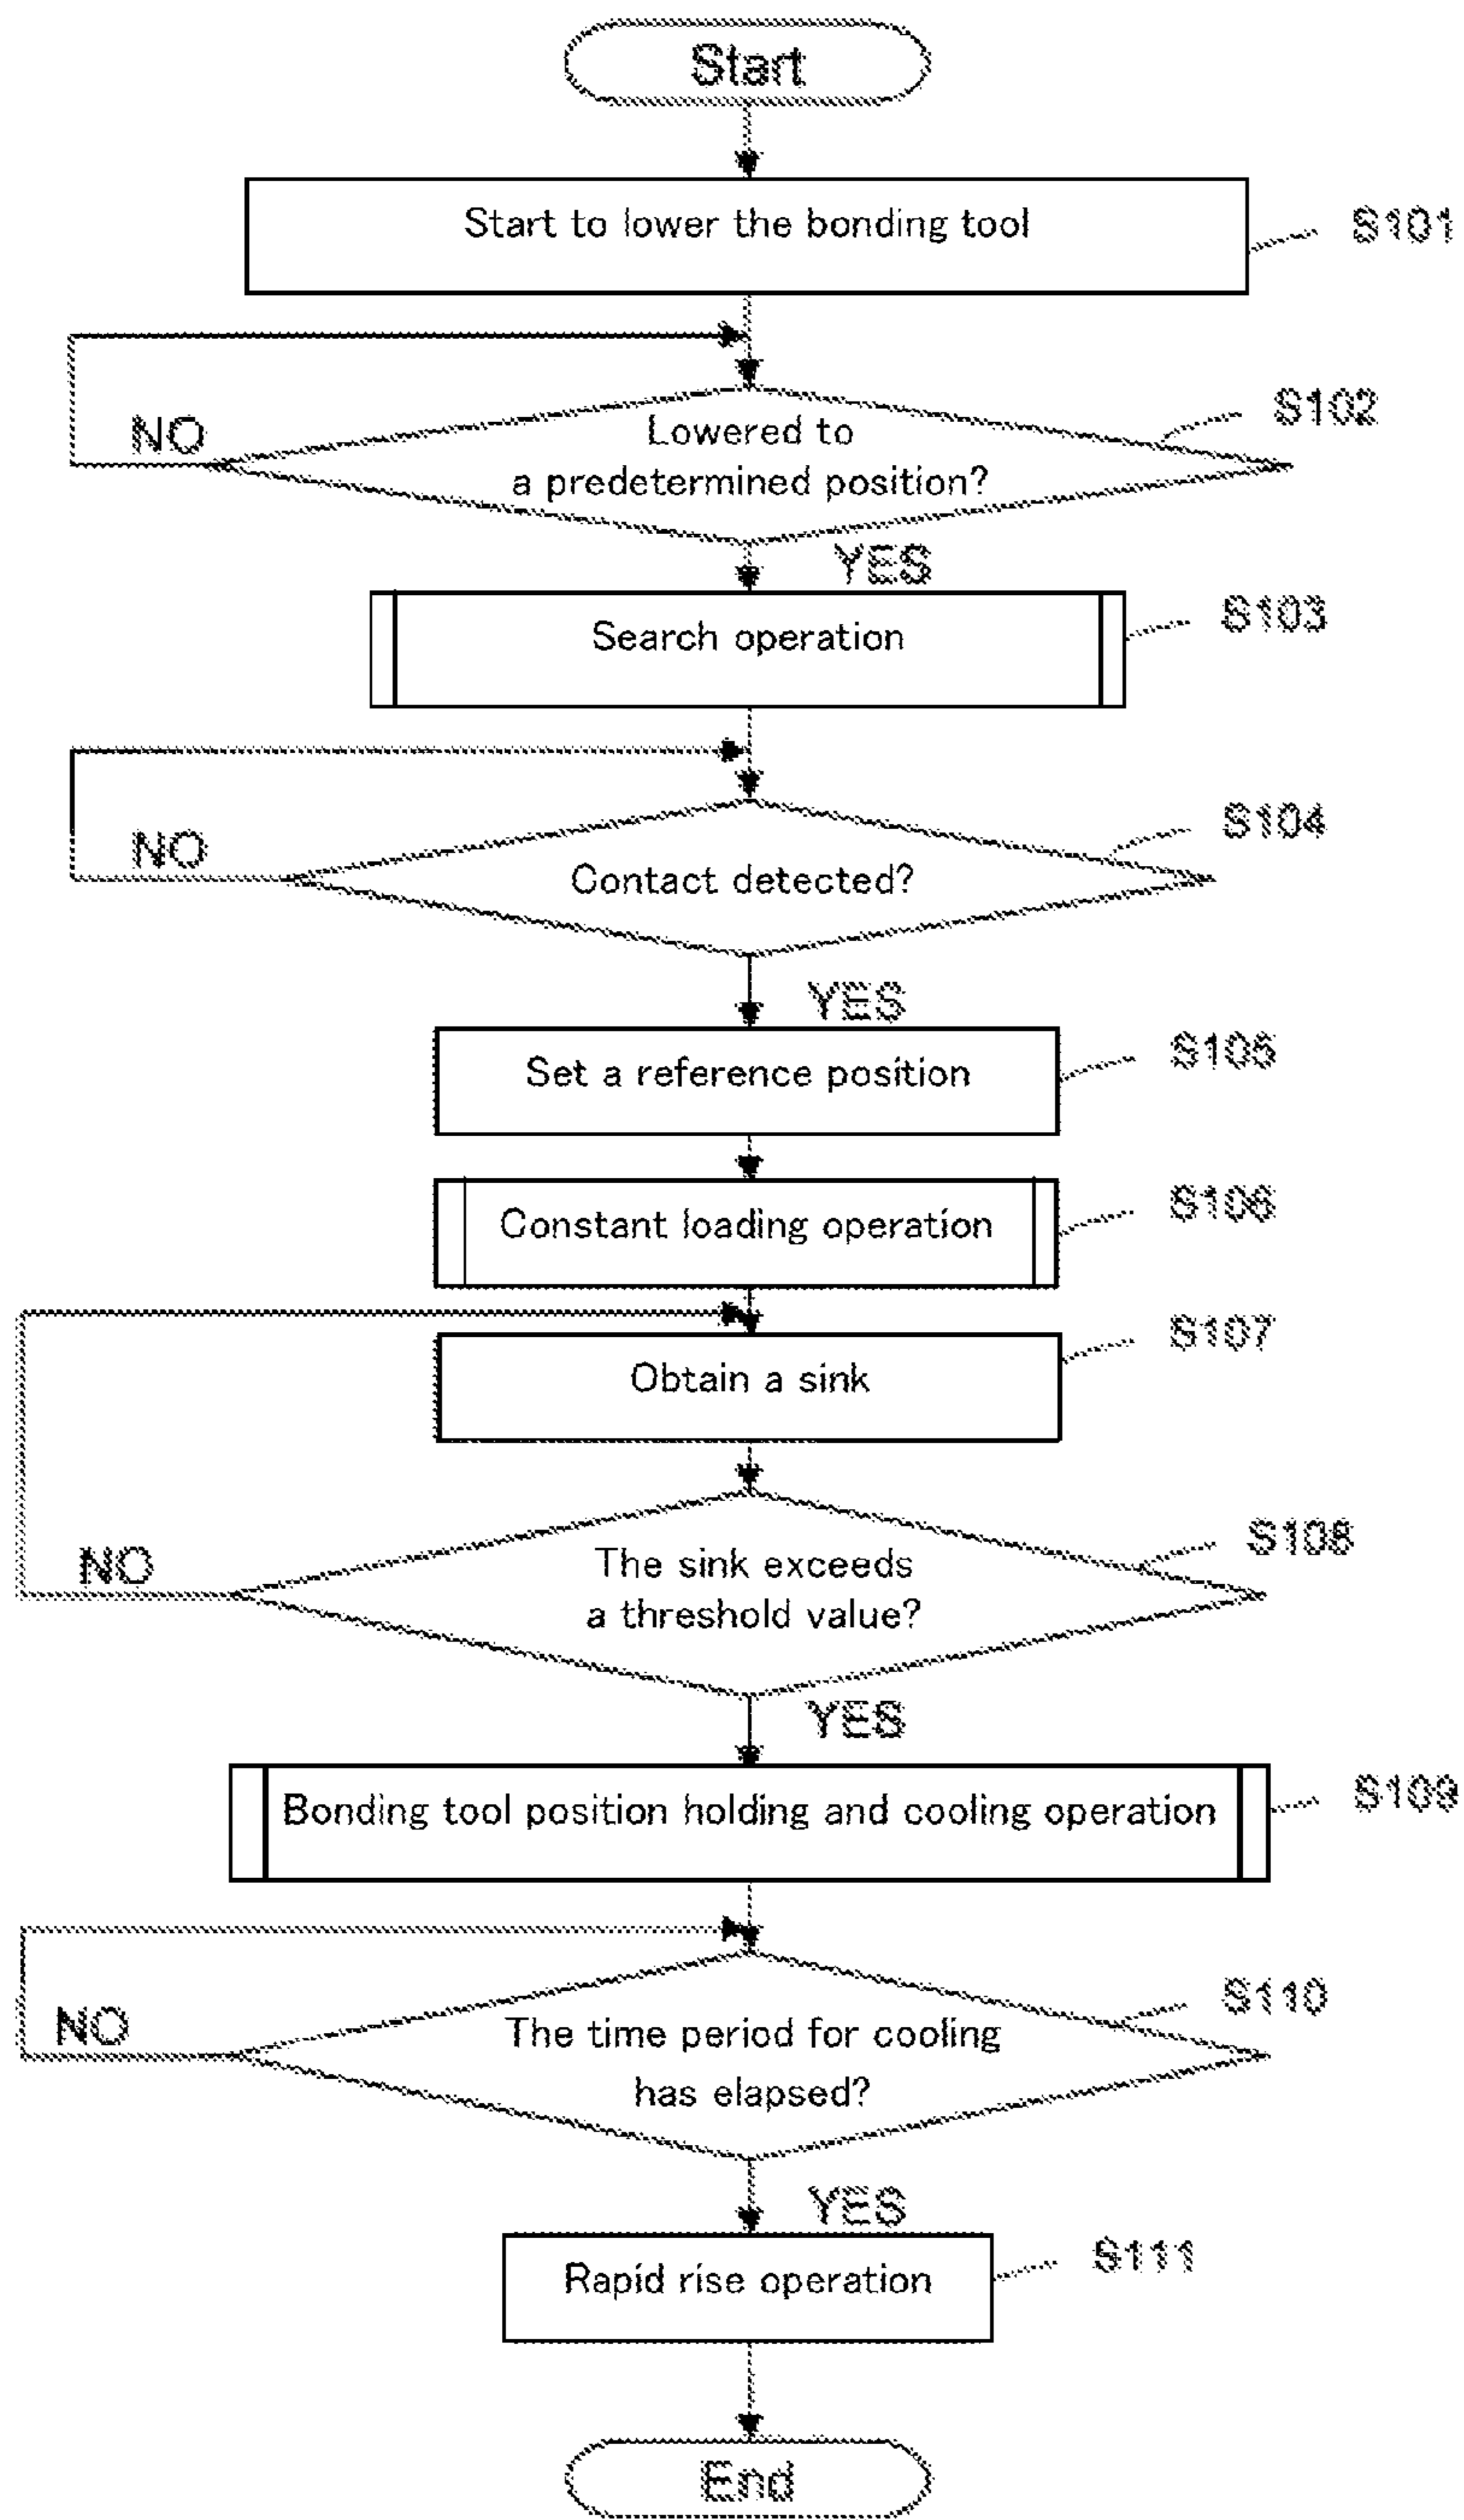 Start
Start to lower the bonding tool
S101
S102
NO
Lowered to
a predetermined position?
YES
Search operation
S103
S104
NO
Contact detected?
YES
Set a reference position
S105
Constant loading operation
S106
Obtain a sink
S107
S108
NO
The sink exceeds
a threshold value?
YES
Bonding tool position holding and cooling operation
S109
S110
NO
The time period for cooling
has elapsed?
YES
Rapid rise operation
S111
End